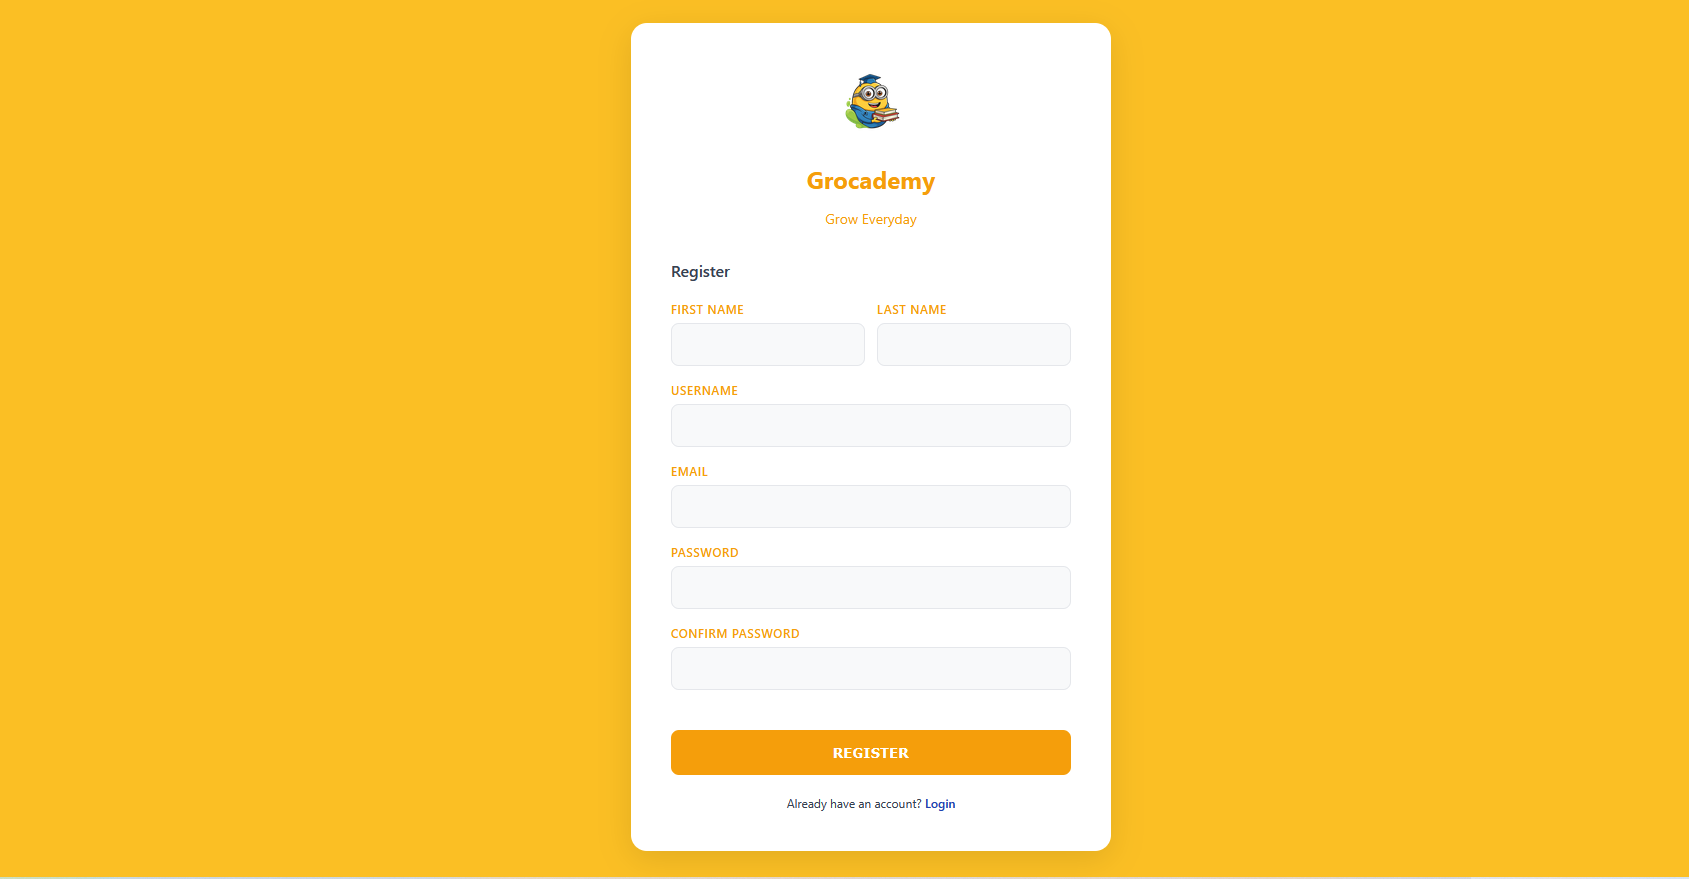 Grocademy
Grow Everyday
Register
FIRST NAME LAST NAME
USERNAME
EMAIL
PASSWORD
CONFIRM PASSWORD
REGISTER
Already have an account? Login